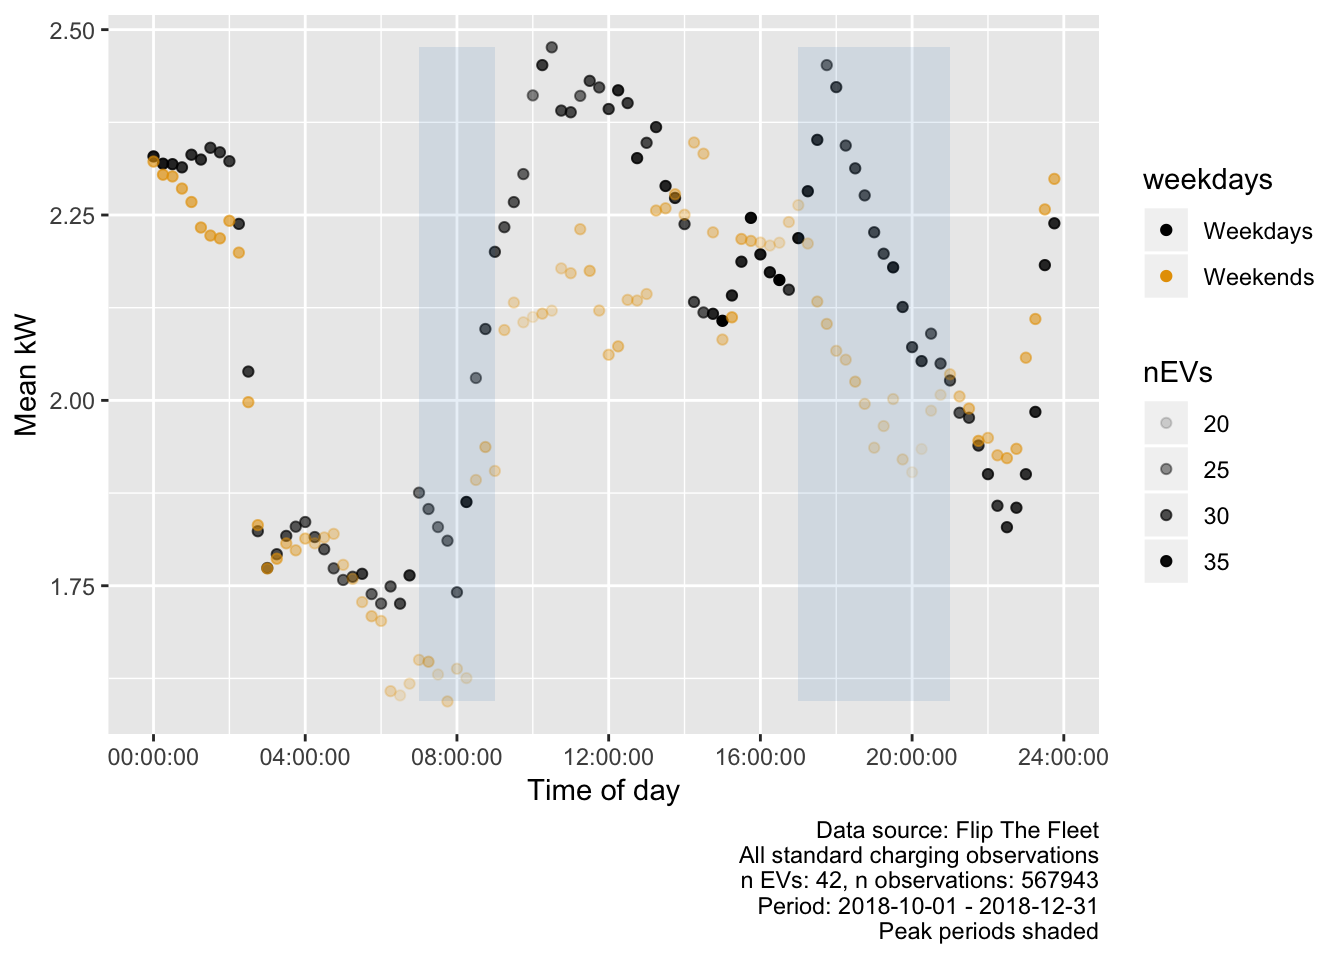 2.50
2.25
2.00
1.75
Mean kW
00:00:00 04:00:00 08:00:00 12:00:00 16:00:00 20:00:00 24:00:00
Time of day
weekdays
Weekdays
Weekends
nEVs
20
25
30
35
Data source: Flip The Fleet
All standard charging observations
n EVs: 42, n observations: 567943
Period: 2018-10-01 - 2018-12-31
Peak periods shaded